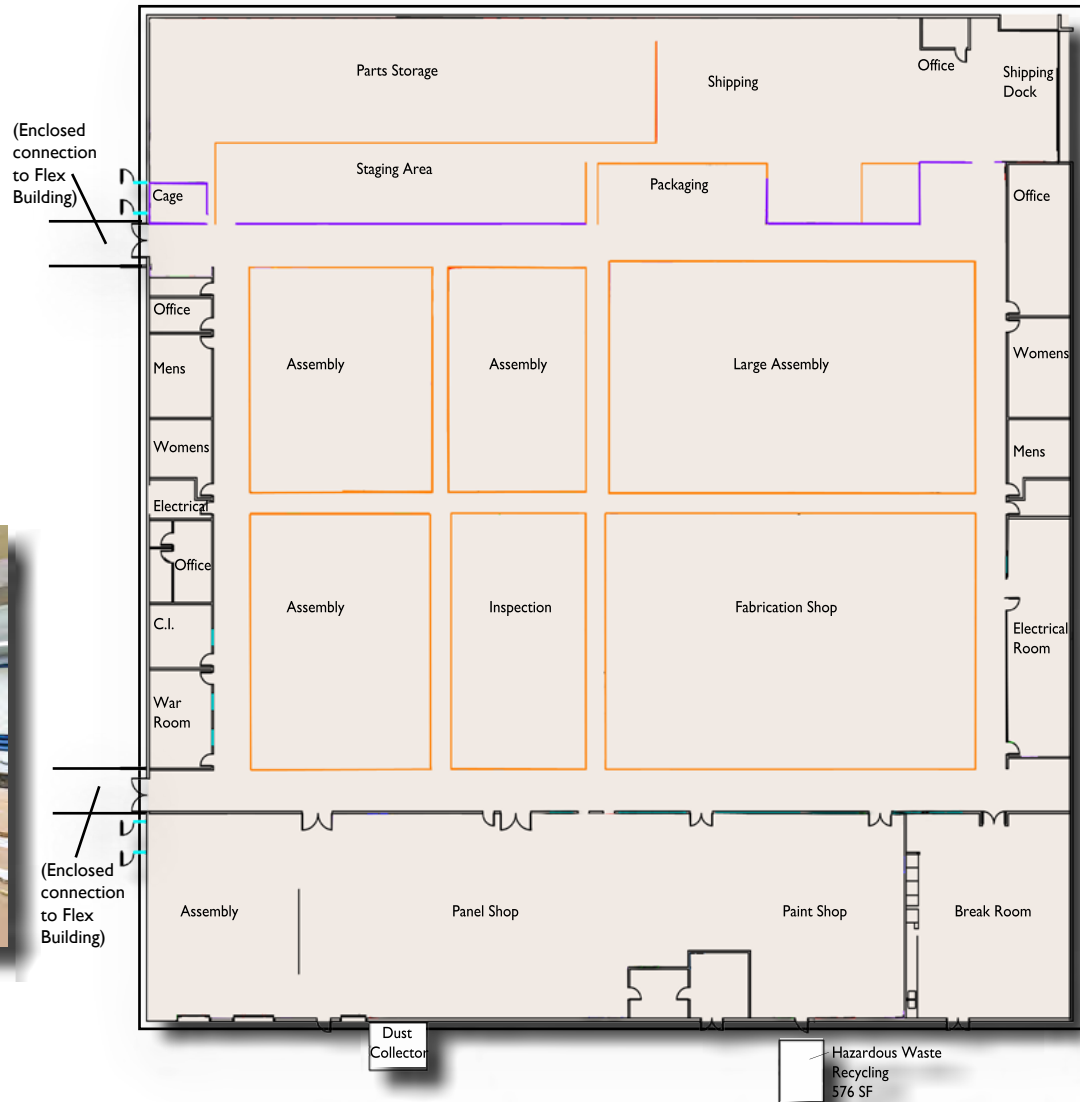 Parts Storage
Shipping
Office
Shipping
Dock
(Enclosed
connection
to Flex
Building)
Staging Area
Packaging
Cage
Office
Office
Assembly
Assembly
Large Assembly
Womens
Mens
Womens
Mens
Electrical
Office
Assembly
Inspection
Fabrication Shop
C.I.
Electrical
Room
War
Room
(Enclosed
connection
to Flex
Building)
Assembly
Panel Shop
Paint Shop
Break Room
Dust
Collector
Hazardous Waste
Recycling
576 SF